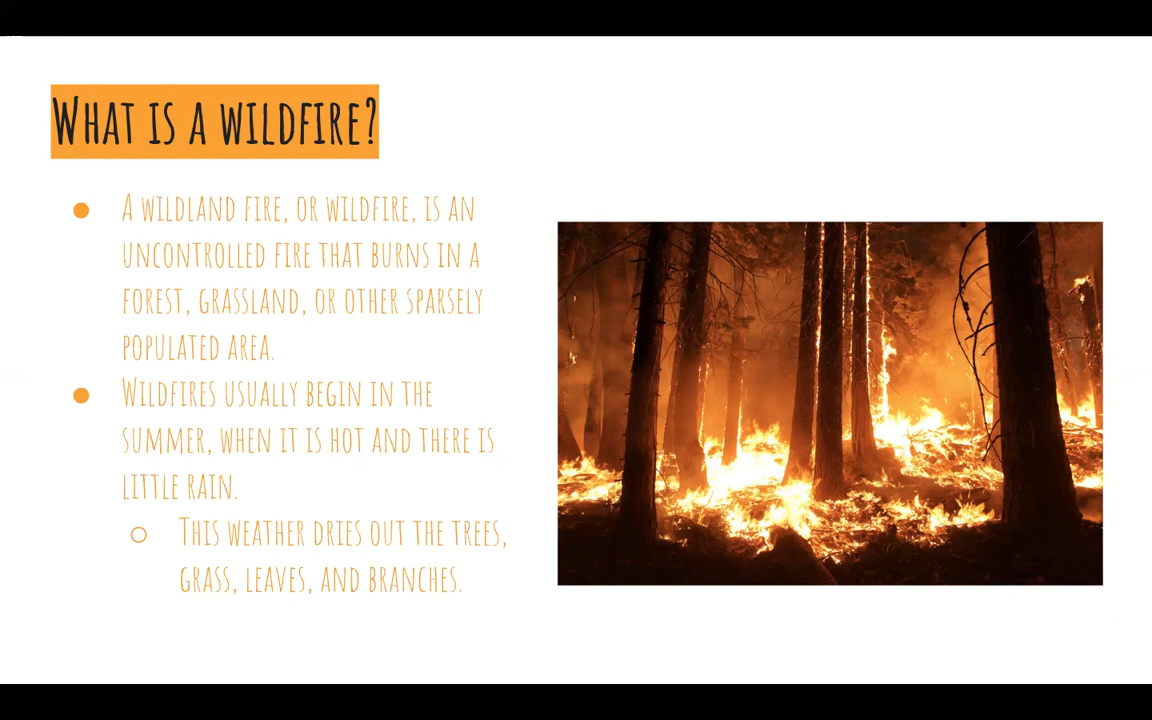 What is a wildfire?
A wildland fire, or wildfire, is an
uncontrolled fire that burns in a
forest, grassland, or other sparsely
populated area.
Wildfires usually begin in the
summer, when it is hot and there is
little rain.
This weather dries out the trees,
grass, leaves, and branches.